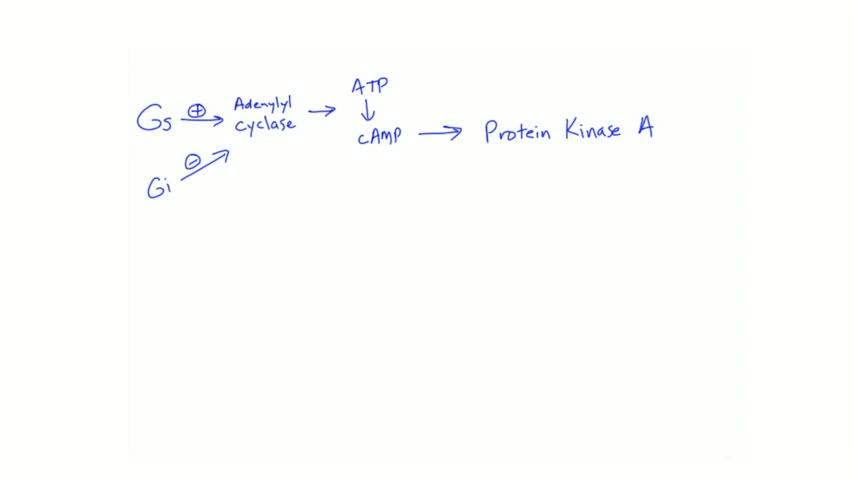 ATP
Gs ⊕ Adenylyl
cyclase
cAMP
Protein Kinase A
Gi ⊖